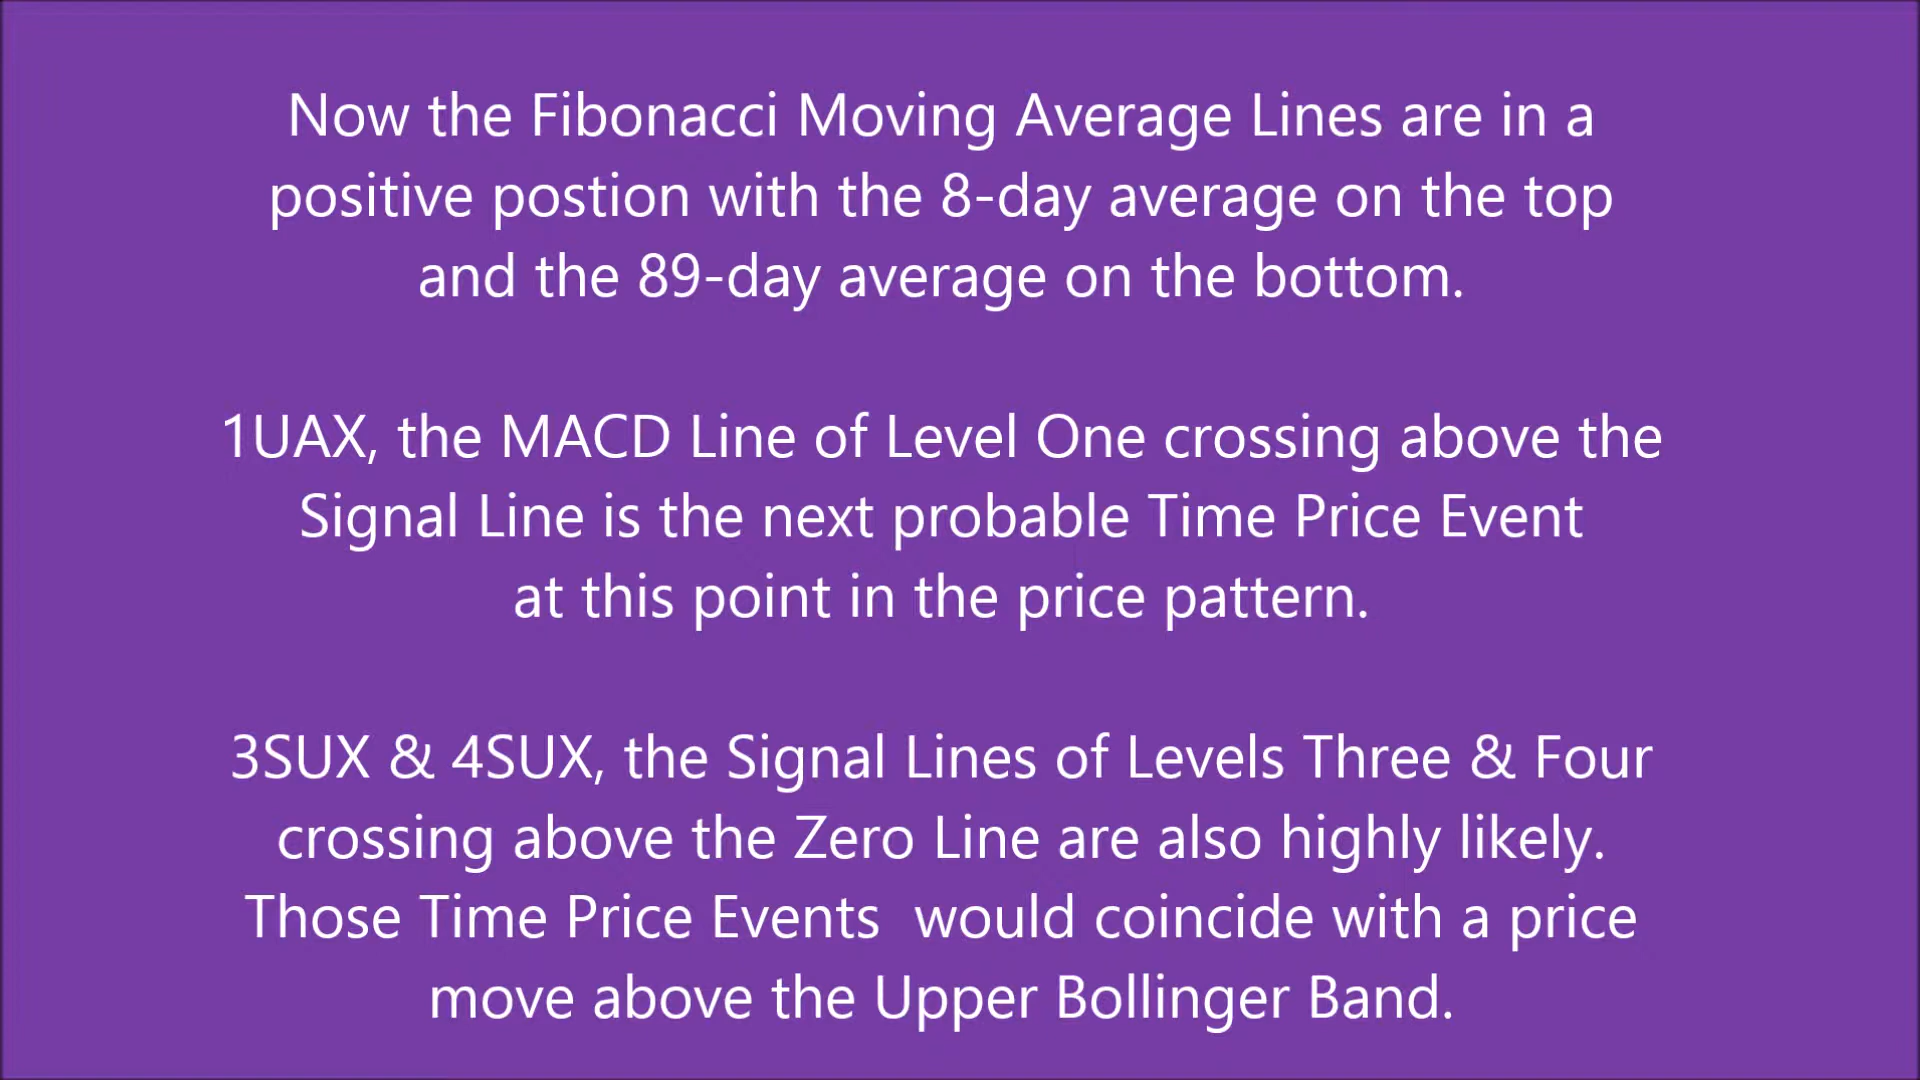 Now the Fibonacci Moving Average Lines are in a
positive postion with the 8-day average on the top
and the 89-day average on the bottom.
1UAX, the MACD Line of Level One crossing above the
Signal Line is the next probable Time Price Event
at this point in the price pattern.
3SUX & 4SUX, the Signal Lines of Levels Three & Four
crossing above the Zero Line are also highly likely.
Those Time Price Events  would coincide with a price
move above the Upper Bollinger Band.